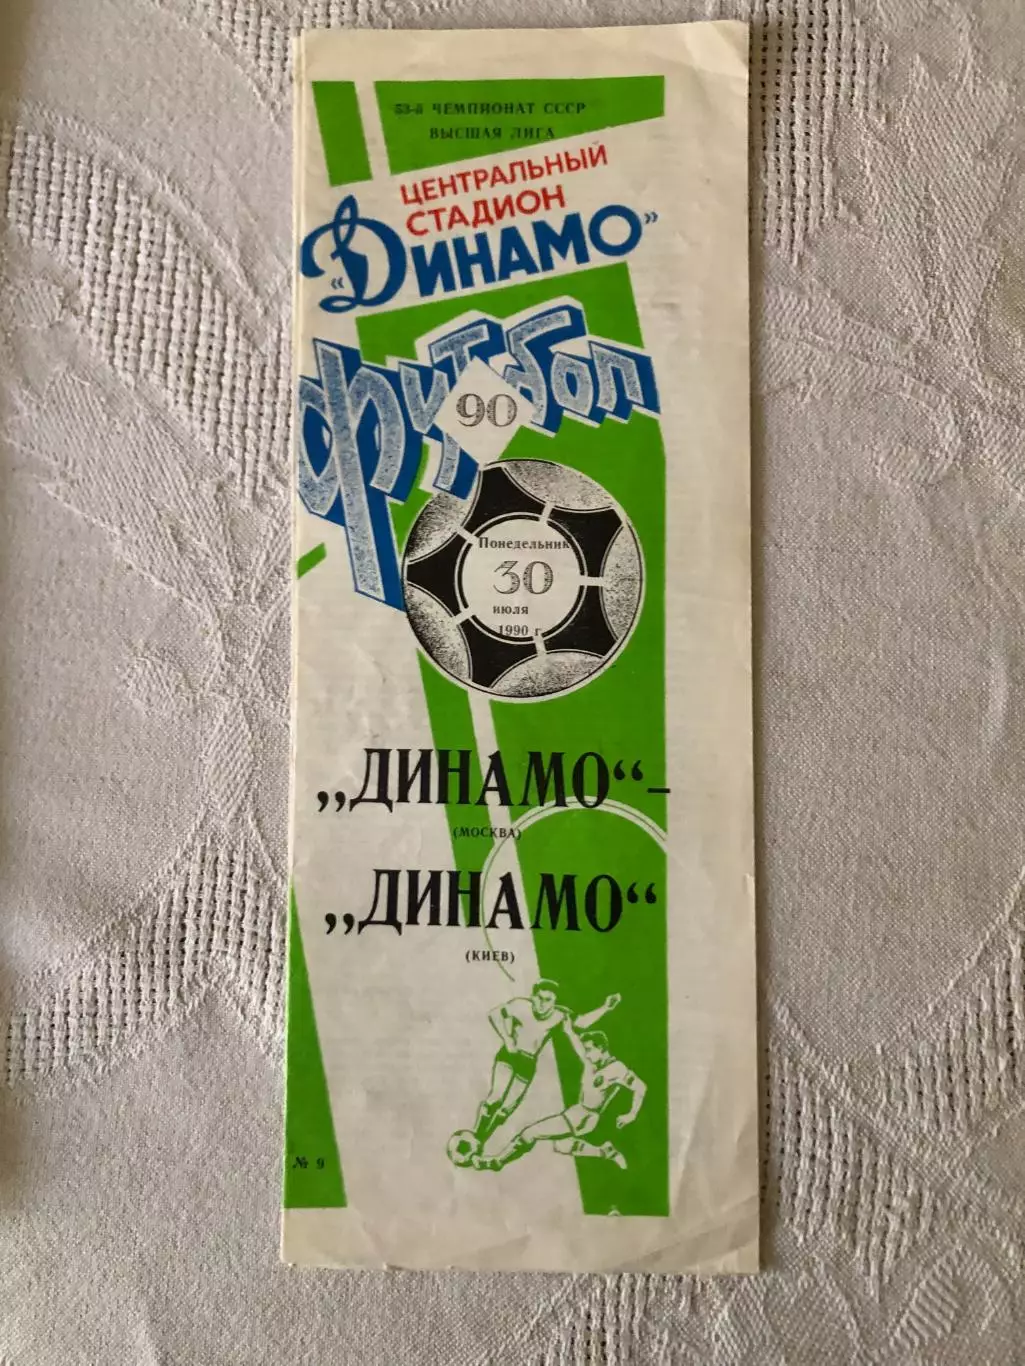 53-й ЧЕМПИОНАТ СССР
ВЫСШАЯ ЛИГА
ЦЕНТРАЛЬНЫЙ
СТАДИОН
«ДИНАМО»
футбол
90
Понедельник
30
июля
1990 г.
„ДИНАМО“-
(МОСКВА)
„ДИНАМО“
(КИЕВ)
№ 9